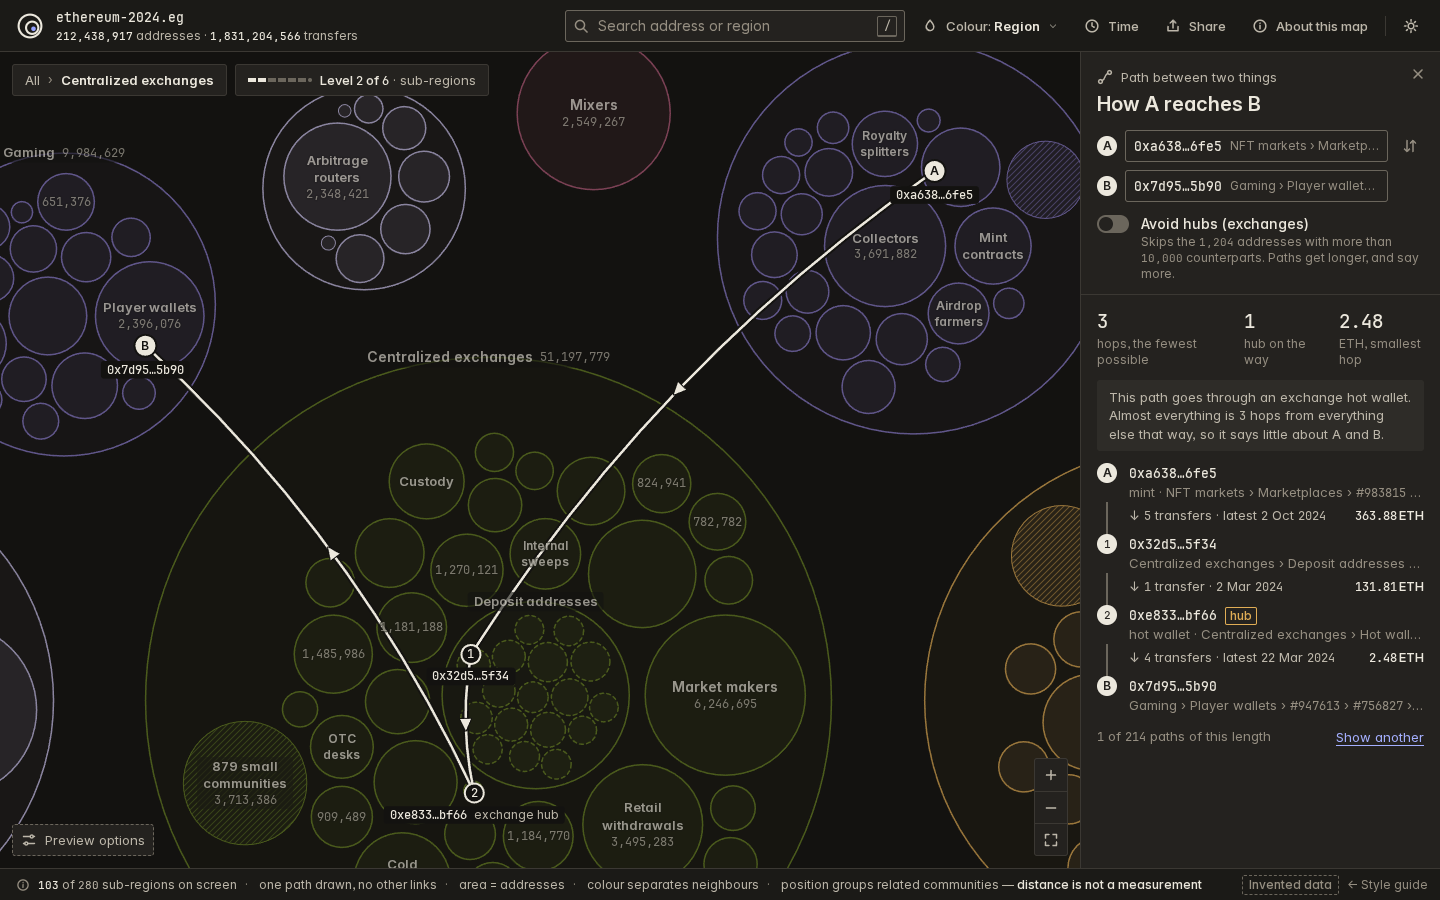 ethereum-2024.eg
212,438,917 addresses · 1,831,204,566 transfers
Search address or region
/
Colour: Region
Time
Share
About this map
All › Centralized exchanges
Level 2 of 6 · sub-regions
Gaming 9,984,629
651,376
Player wallets
2,396,076
B
0x7d95…5b90
Arbitrage
routers
2,348,421
Mixers
2,549,267
Royalty
splitters
A
0xa638…6fe5
Collectors
3,691,882
Mint
contracts
Airdrop
farmers
Centralized exchanges 51,197,779
Custody
824,941
782,782
Internal
sweeps
1,270,121
Deposit addresses
1,181,188
1,485,986
1
0x32d5…5f34
Market makers
6,246,695
OTC
desks
879 small
communities
3,713,386
909,489
2
0xe833…bf66 exchange hub
1,184,770
Retail
withdrawals
3,495,283
Cold
Preview options
Path between two things
How A reaches B
A 0xa638…6fe5 NFT markets › Marketp…
B 0x7d95…5b90 Gaming › Player wallet…
Avoid hubs (exchanges)
Skips the 1,204 addresses with more than
10,000 counterparts. Paths get longer, and say
more.
3 1 2.48
hops, the fewest possible
hub on the way
ETH, smallest hop
This path goes through an exchange hot wallet.
Almost everything is 3 hops from everything
else that way, so it says little about A and B.
A 0xa638…6fe5
mint · NFT markets › Marketplaces › #983815 …
↓ 5 transfers · latest 2 Oct 2024 363.88 ETH
1 0x32d5…5f34
Centralized exchanges › Deposit addresses …
↓ 1 transfer · 2 Mar 2024 131.81 ETH
2 0xe833…bf66 hub
hot wallet · Centralized exchanges › Hot wall…
↓ 4 transfers · latest 22 Mar 2024 2.48 ETH
B 0x7d95…5b90
Gaming › Player wallets › #947613 › #756827 ›…
1 of 214 paths of this length Show another
103 of 280 sub-regions on screen · one path drawn, no other links · area = addresses · colour separates neighbours · position groups related communities — distance is not a measurement
Invented data
← Style guide